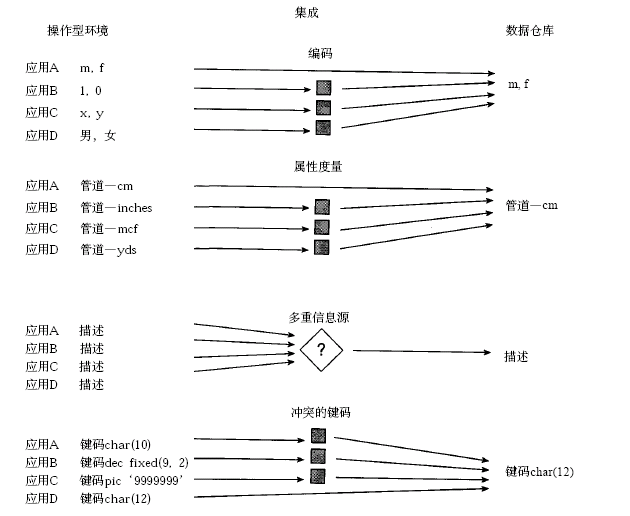 集成
操作型环境 数据仓库
编码
应用A m, f
应用B 1, 0
应用C x, y
应用D 男, 女
m, f
属性度量
应用A 管道—cm
应用B 管道—inches
应用C 管道—mcf
应用D 管道—yds
管道—cm
多重信息源
应用A 描述
应用B 描述
应用C 描述
应用D 描述
?
描述
冲突的键码
应用A 键码char(10)
应用B 键码dec fixed(9, 2)
应用C 键码pic ‘9999999’
应用D 键码char(12)
键码char(12)